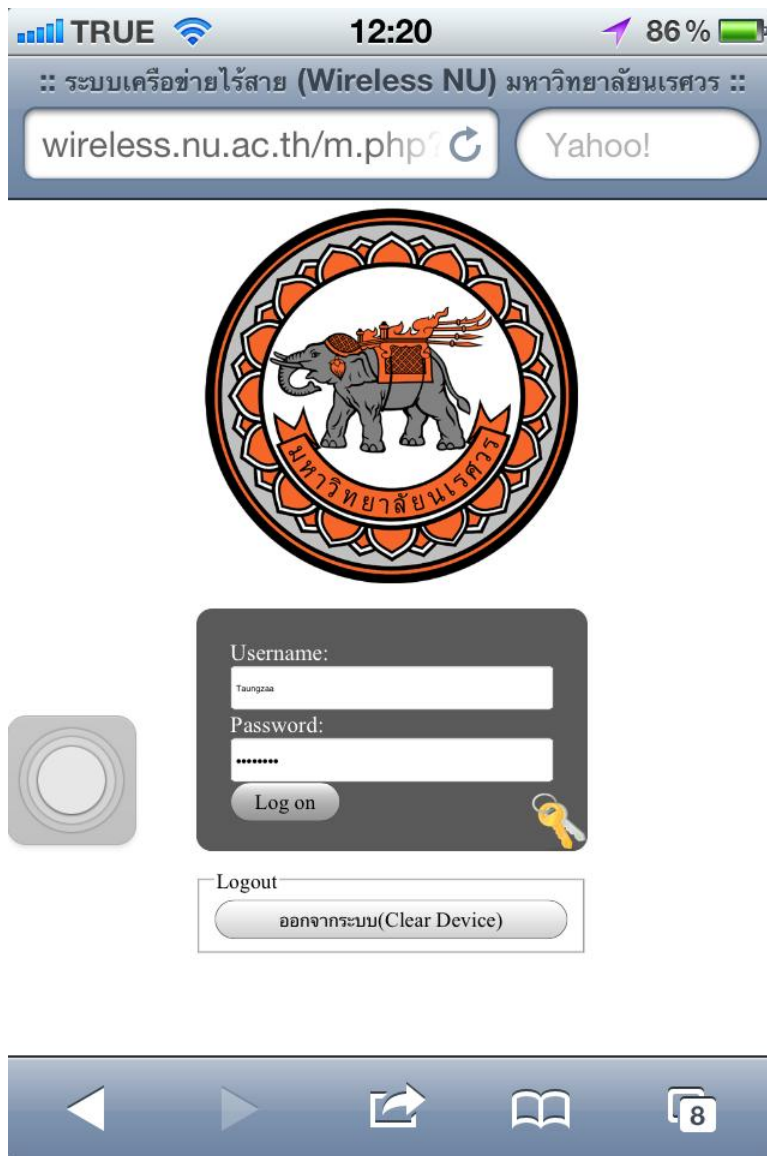 TRUE 12:20 86%
:: ระบบเครือข่ายไร้สาย (Wireless NU) มหาวิทยาลัยนเรศวร ::
wireless.nu.ac.th/m.php? Yahoo!
มหาวิทยาลัยนเรศวร
Username:
Taungzaa
Password:
••••••••
Log on
Logout
ออกจากระบบ(Clear Device)
8